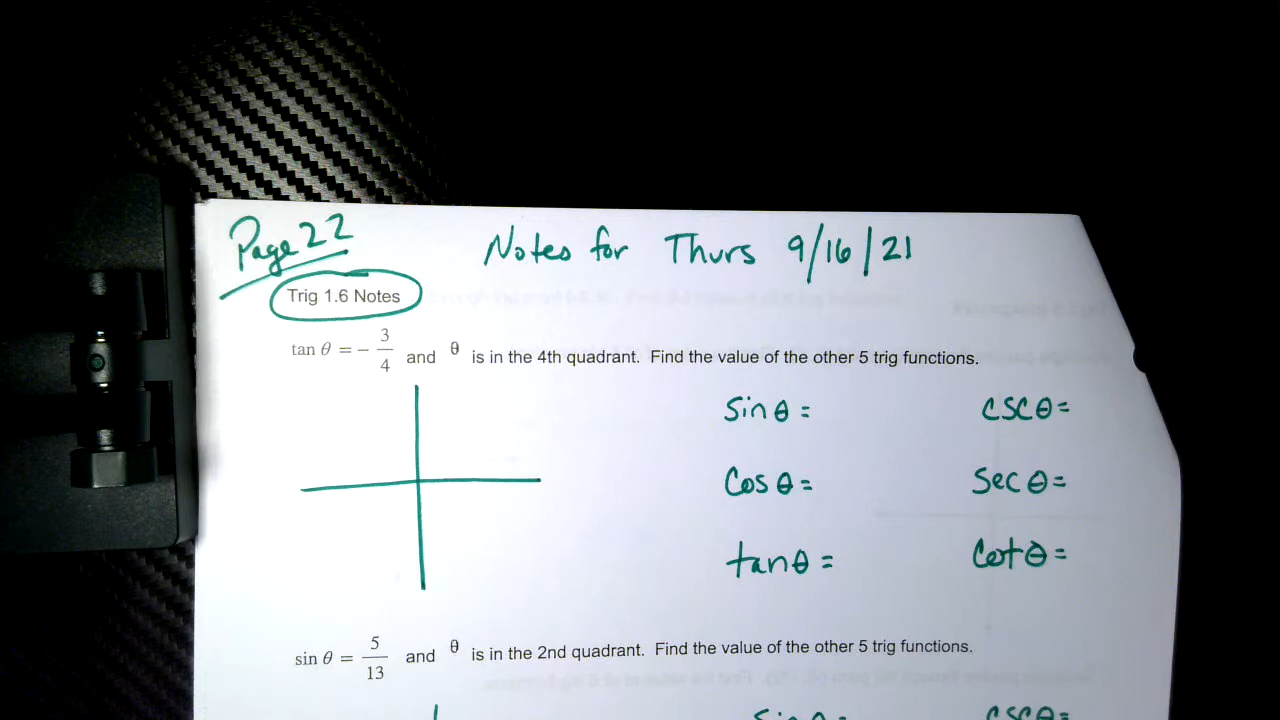 Page 22
Notes for Thurs 9/16/21
Trig 1.6 Notes
tan θ = − 3/4 and θ is in the 4th quadrant. Find the value of the other 5 trig functions.
sin θ = csc θ =
cos θ = sec θ =
tan θ = cot θ =
sin θ = 5/13 and θ is in the 2nd quadrant. Find the value of the other 5 trig functions.
sin θ = csc θ =